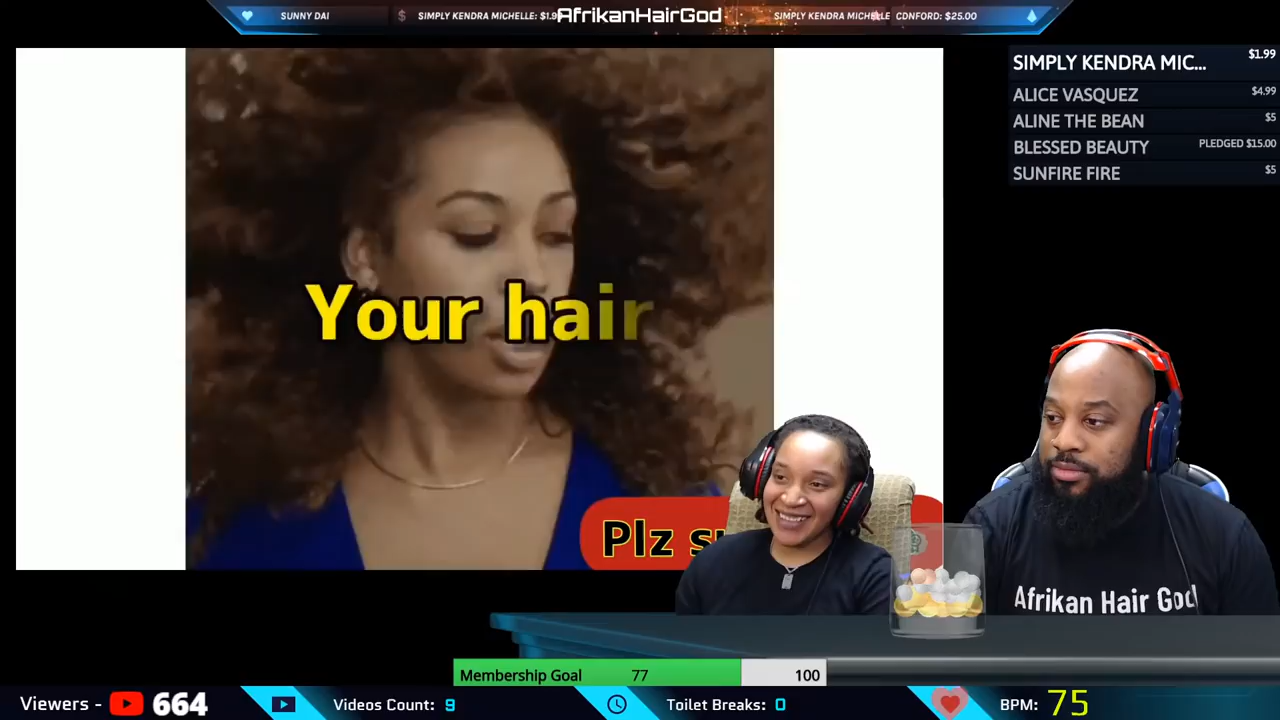 SUNNY DAI
$ SIMPLY KENDRA MICHELLE: $1.9
AfrikanHairGod
SIMPLY KENDRA MICHELLE
CDNFORD: $25.00
SIMPLY KENDRA MIC... $1.99
ALICE VASQUEZ $4.99
ALINE THE BEAN $5
BLESSED BEAUTY PLEDGED $15.00
SUNFIRE FIRE $5
Your hair
Plz
Afrikan Hair God
Membership Goal 77 100
Viewers - 664
Videos Count: 9
Toilet Breaks: 0
BPM: 75